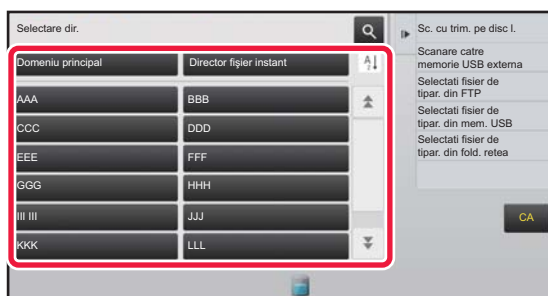 Selectare dir.
Domeniu principal
Director fișier instant
AAA
BBB
CCC
DDD
EEE
FFF
GGG
HHH
III III
JJJ
KKK
LLL
Sc. cu trim. pe disc l.
Scanare catre
memorie USB externa
Selectati fisier de
tipar. din FTP
Selectati fisier de
tipar. din mem. USB
Selectati fisier de
tipar. din fold. retea
CA